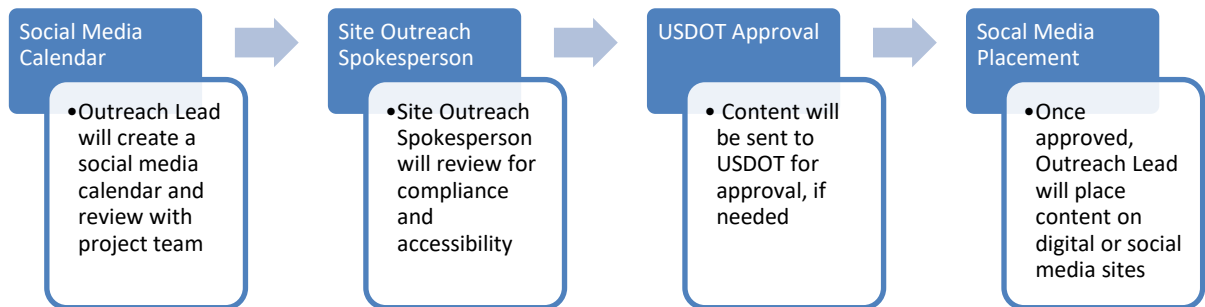 Social Media
Calendar
•Outreach Lead
will create a
social media
calendar and
review with
project team
Site Outreach
Spokesperson
•Site Outreach
Spokesperson
will review for
compliance
and
accessibility
USDOT Approval
• Content will
be sent to
USDOT for
approval, if
needed
Socal Media
Placement
•Once
approved,
Outreach Lead
will place
content on
digital or social
media sites